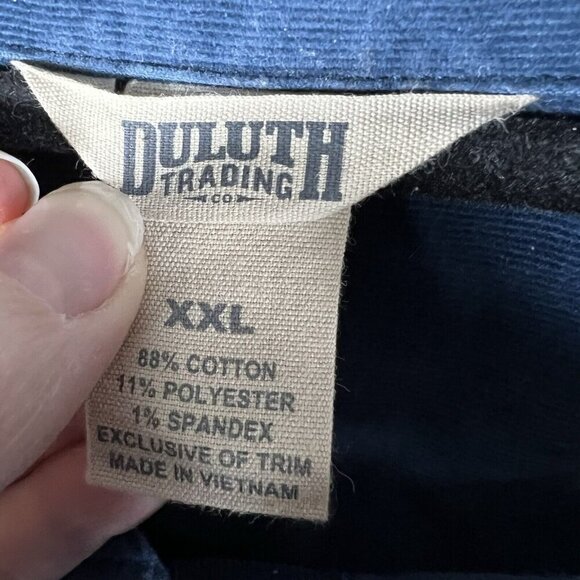 DULUTH
TRADING
CO
XXL
88% COTTON
11% POLYESTER
1% SPANDEX
EXCLUSIVE OF TRIM
MADE IN VIETNAM